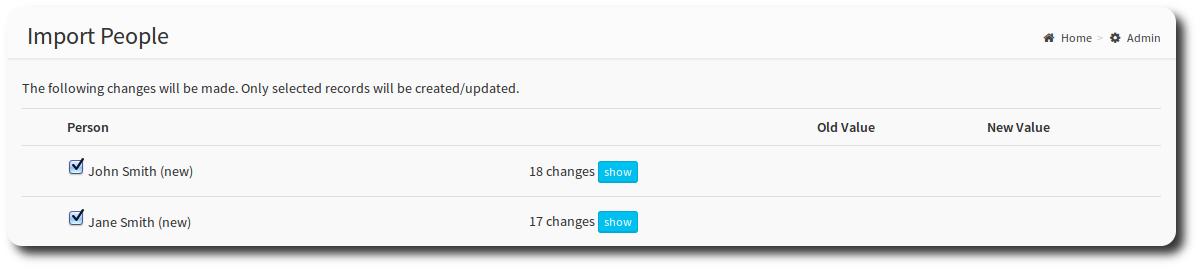 Import People
Home > Admin
The following changes will be made. Only selected records will be created/updated.
Person Old Value New Value
John Smith (new) 18 changes show
Jane Smith (new) 17 changes show